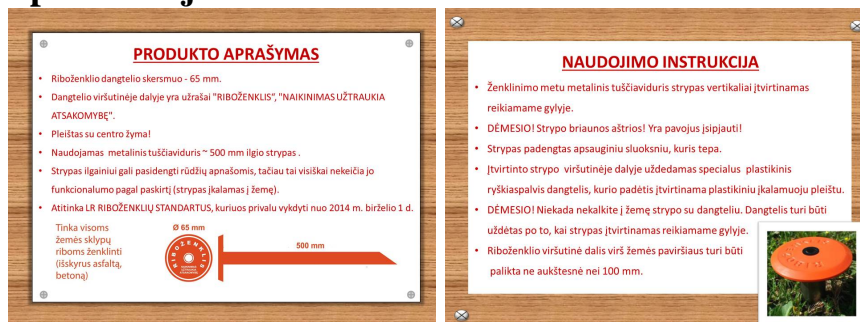 PRODUKTO APRAŠYMAS
• Riboženklio dangtelio skersmuo - 65 mm.
• Dangtelio viršutinėje dalyje yra užrašai "RIBOŽENKLIS", "NAIKINIMAS UŽTRAUKIA
ATSAKOMYBĘ".
• Pleištas su centro žyma!
• Naudojamas metalinis tuščiaviduris ~ 500 mm ilgio strypas .
• Strypas ilgainiui gali pasidengti rūdžių apnašomis, tačiau tai visiškai nekeičia jo
funkcionalumo pagal paskirtį (strypas įkalamas į žemę).
• Atitinka LR RIBOŽENKLIŲ STANDARTUS, kuriuos privalu vykdyti nuo 2014 m. birželio 1 d.
Tinka visoms
žemės sklypų
riboms ženklinti
(išskyrus asfaltą,
betoną)
Ø 65 mm
RIBOŽENKLIS
500 mm
NAUDOJIMO INSTRUKCIJA
• Ženklinimo metu metalinis tuščiaviduris strypas vertikaliai įtvirtinamas
reikiamame gylyje.
• DĖMESIO! Strypo briaunos aštrios! Yra pavojus įsipjauti!
• Strypas padengtas apsauginiu sluoksniu, kuris tepa.
• Įtvirtinto strypo viršutinėje dalyje uždedamas specialus plastikinis
ryškiaspalvis dangtelis, kurio padėtis įtvirtinama plastikiniu įkalamuoju pleištu.
• DĖMESIO! Niekada nekalkite į žemę strypo su dangteliu. Dangtelis turi būti
uždėtas po to, kai strypas įtvirtinamas reikiamame gylyje.
• Riboženklio viršutinė dalis virš žemės paviršiaus turi būti
palikta ne aukštesnė nei 100 mm.